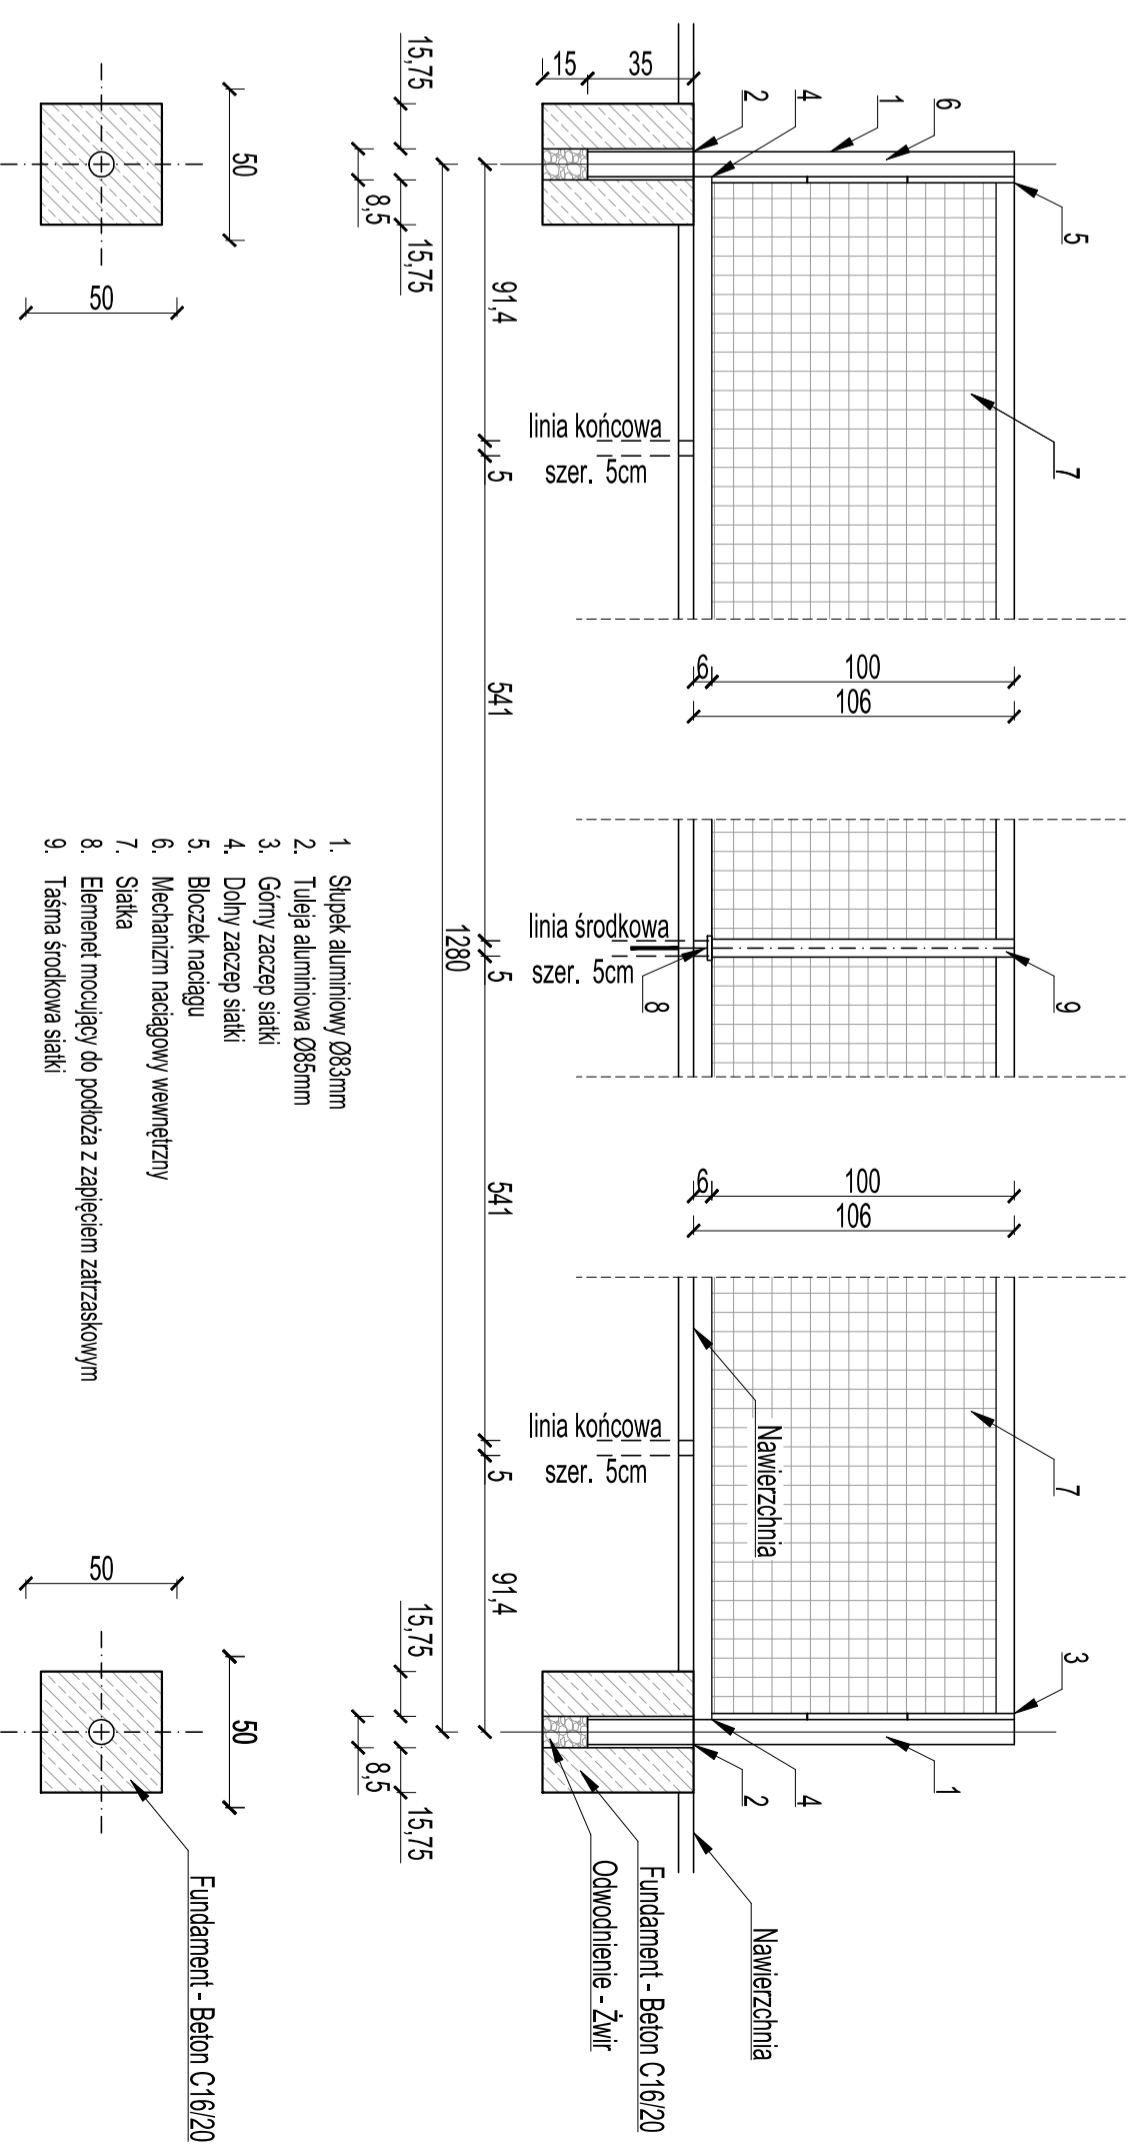 5
7
9
7
3
6
1
4
2
100
6
106
100
6
106
Nawierzchnia
1
4
2
Nawierzchnia
35
15
linia końcowa
szer. 5cm
linia środkowa
szer. 5cm
8
linia końcowa
szer. 5cm
Fundament - Beton C16/20
Odwodnienie - Żwir
91,4
5
541
5
541
5
91,4
1280
15,75
8,5
15,75
15,75
8,5
15,75
50
50
50
50
Fundament - Beton C16/20
1. Słupek aluminiowy Ø83mm
2. Tuleja aluminiowa Ø85mm
3. Górny zaczep siatki
4. Dolny zaczep siatki
5. Bloczek naciągu
6. Mechanizm naciągowy wewnętrzny
7. Siatka
8. Elemenet mocujący do podłoża z zapięciem zatrzaskowym
9. Taśma środkowa siatki